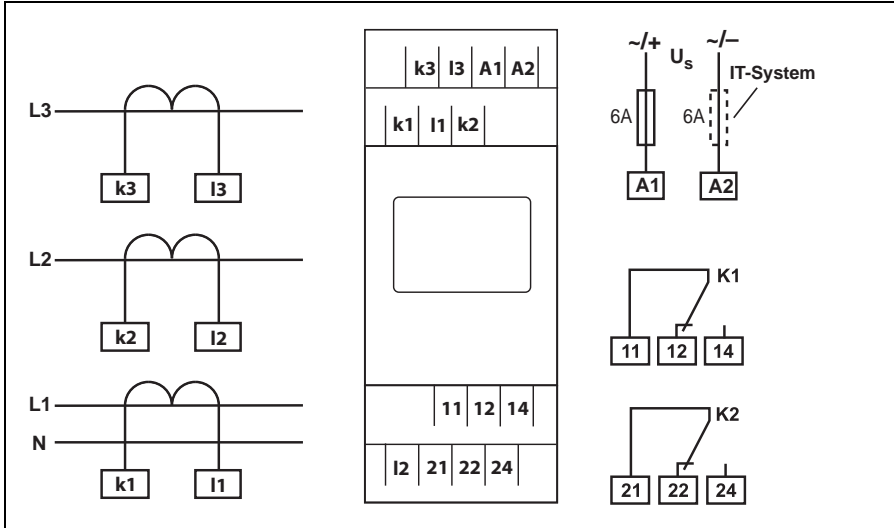 L3
k3 l3
L2
k2 l2
L1
N
k1 l1
k3 l3 A1 A2
k1 l1 k2
11 12 14
l2 21 22 24
~/+ Us ~/–
IT-System
6A 6A
A1 A2
K1
11 12 14
K2
21 22 24